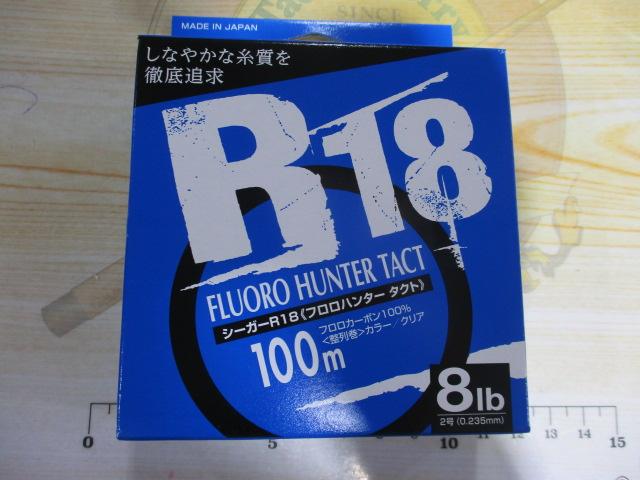 SINCE
MADE IN JAPAN
しなやかな糸質を
徹底追求
R18
FLUORO HUNTER TACT
シーガーR18《フロロハンター タクト》
100m
フロロカーボン100%
<整列巻>カラー/クリア
8lb
2号(0.235mm)
0 5 10 15